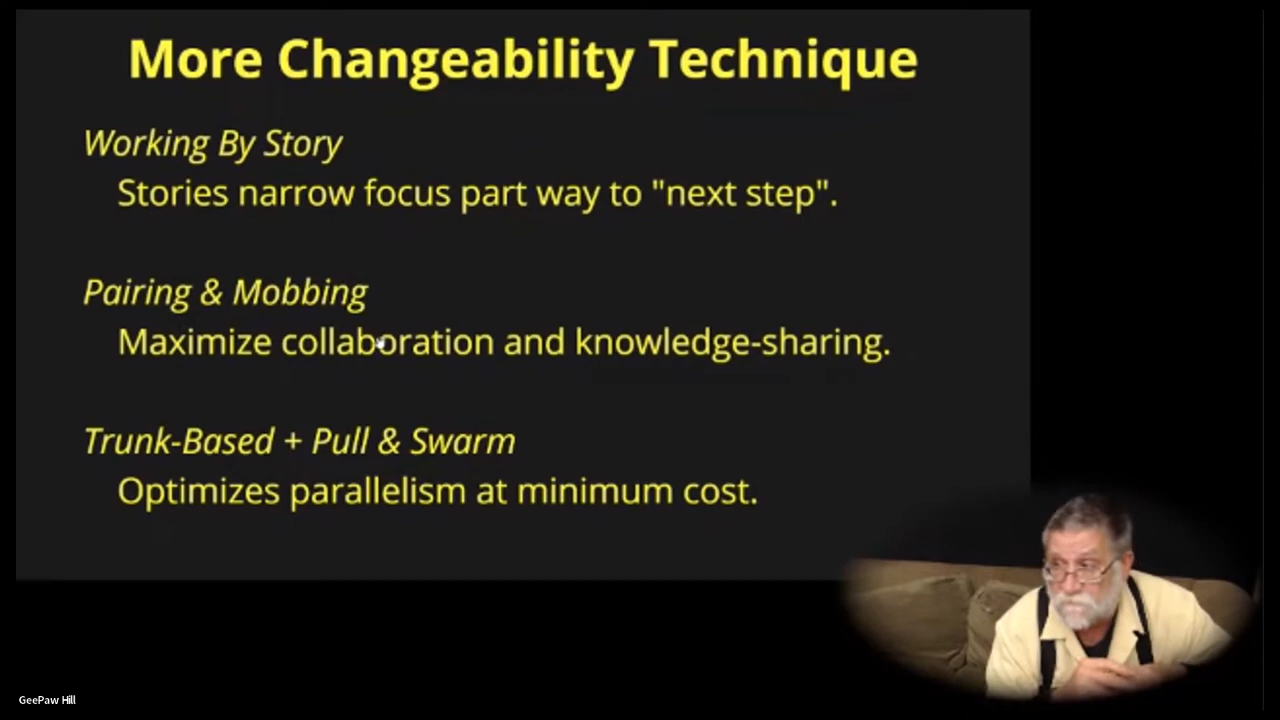 More Changeability Technique
Working By Story
Stories narrow focus part way to "next step".
Pairing & Mobbing
Maximize collaboration and knowledge-sharing.
Trunk-Based + Pull & Swarm
Optimizes parallelism at minimum cost.
GeePaw Hill